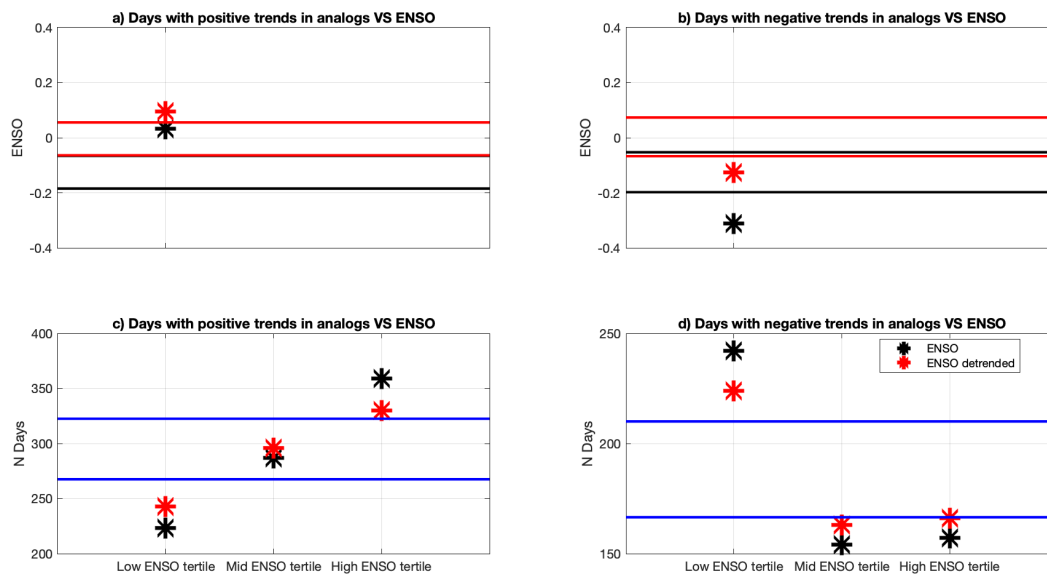 a) Days with positive trends in analogs VS ENSO
0.4
0.2
0
-0.2
-0.4
ENSO
b) Days with negative trends in analogs VS ENSO
0.4
0.2
0
-0.2
-0.4
ENSO
c) Days with positive trends in analogs VS ENSO
400
350
300
250
200
N Days
Low ENSO tertile Mid ENSO tertile High ENSO tertile
d) Days with negative trends in analogs VS ENSO
250
200
150
N Days
ENSO
ENSO detrended
Low ENSO tertile Mid ENSO tertile High ENSO tertile